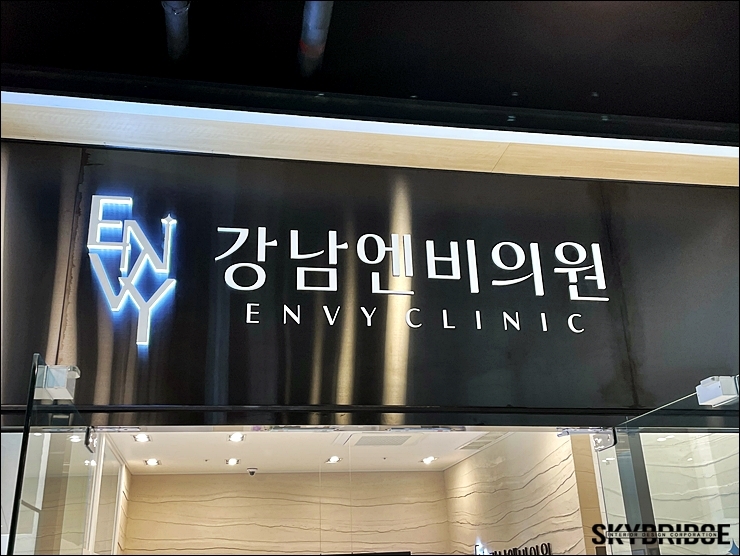 ENVY
강남엔비의원
ENVY CLINIC
SKYBRIDGE
INTERIOR DESIGN CORPORATION